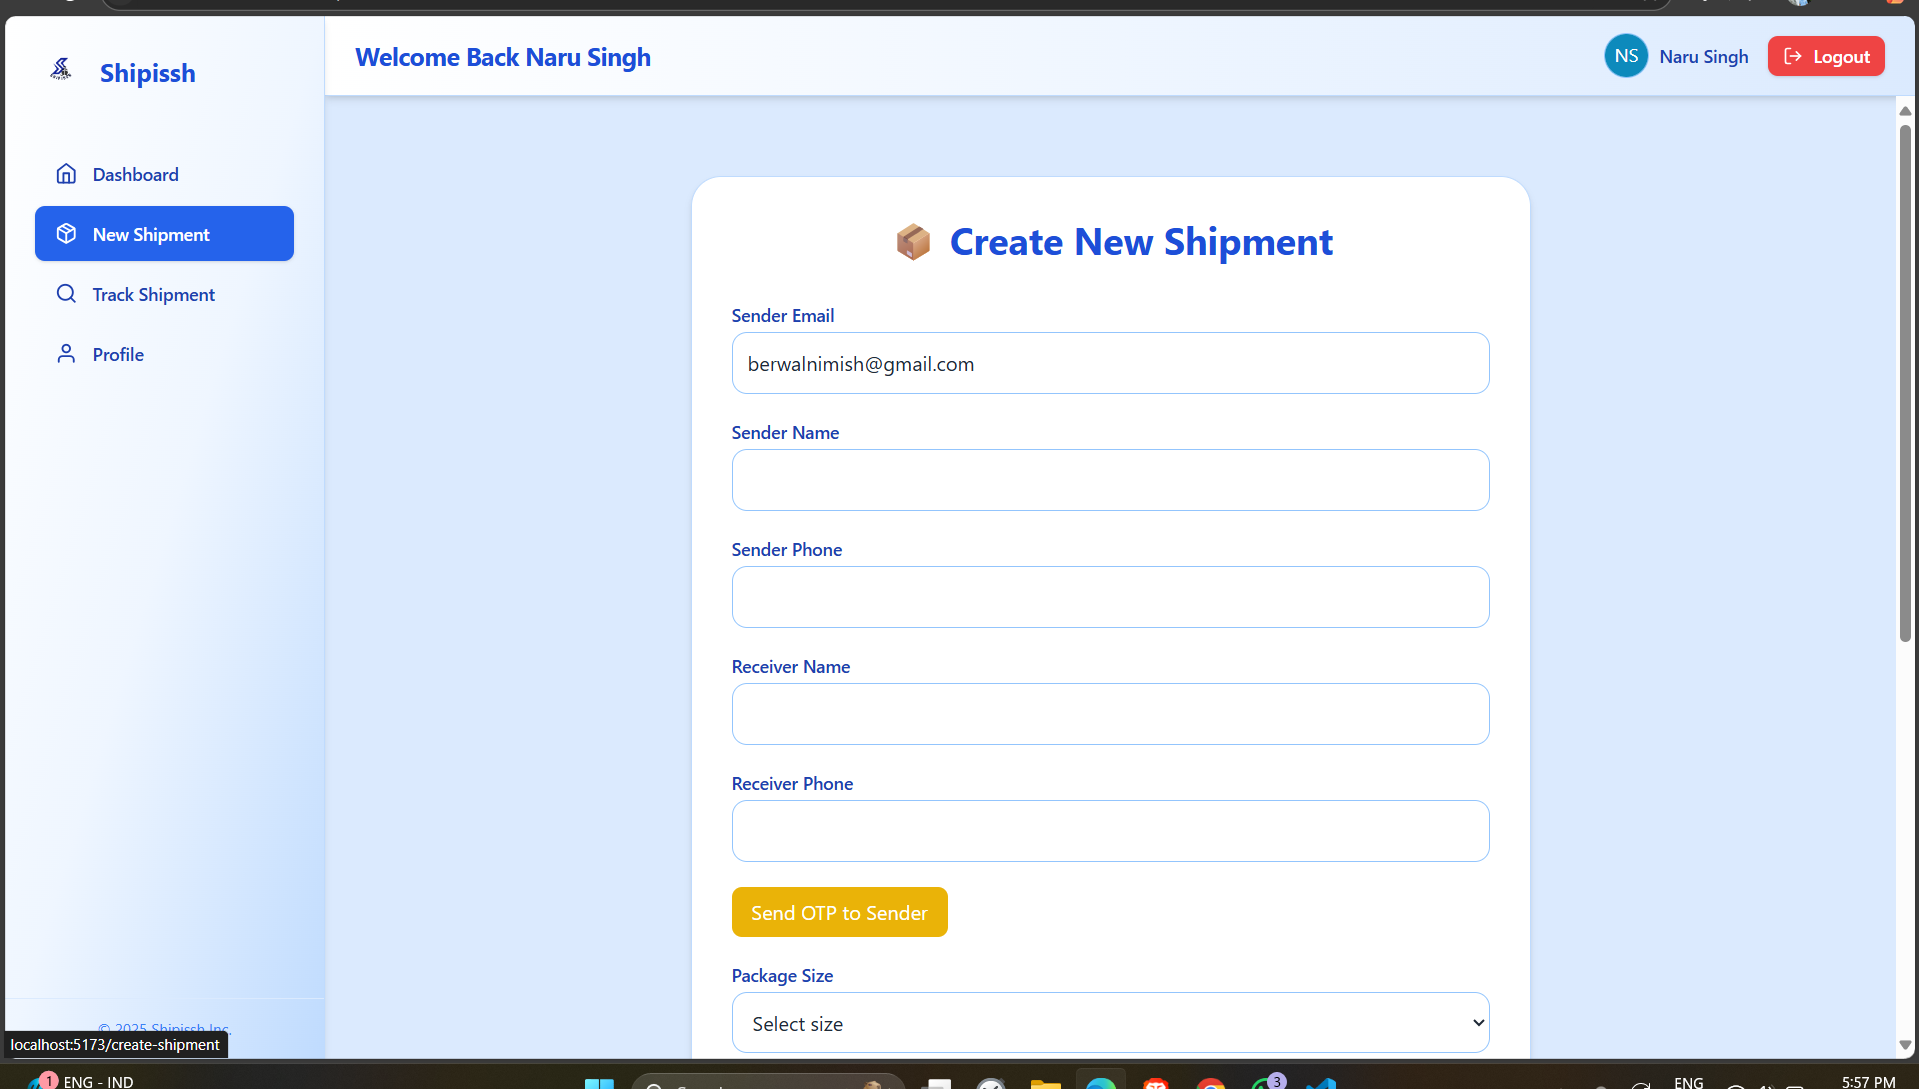 Shipissh
Welcome Back Naru Singh
NS
Naru Singh
Logout
Dashboard
New Shipment
Track Shipment
Profile
📦 Create New Shipment
Sender Email
berwalnimish@gmail.com
Sender Name
Sender Phone
Receiver Name
Receiver Phone
Send OTP to Sender
Package Size
Select size
© 2025 Shipissh Inc.
localhost:5173/create-shipment
1
ENG - IND
3
ENG
5:57 PM